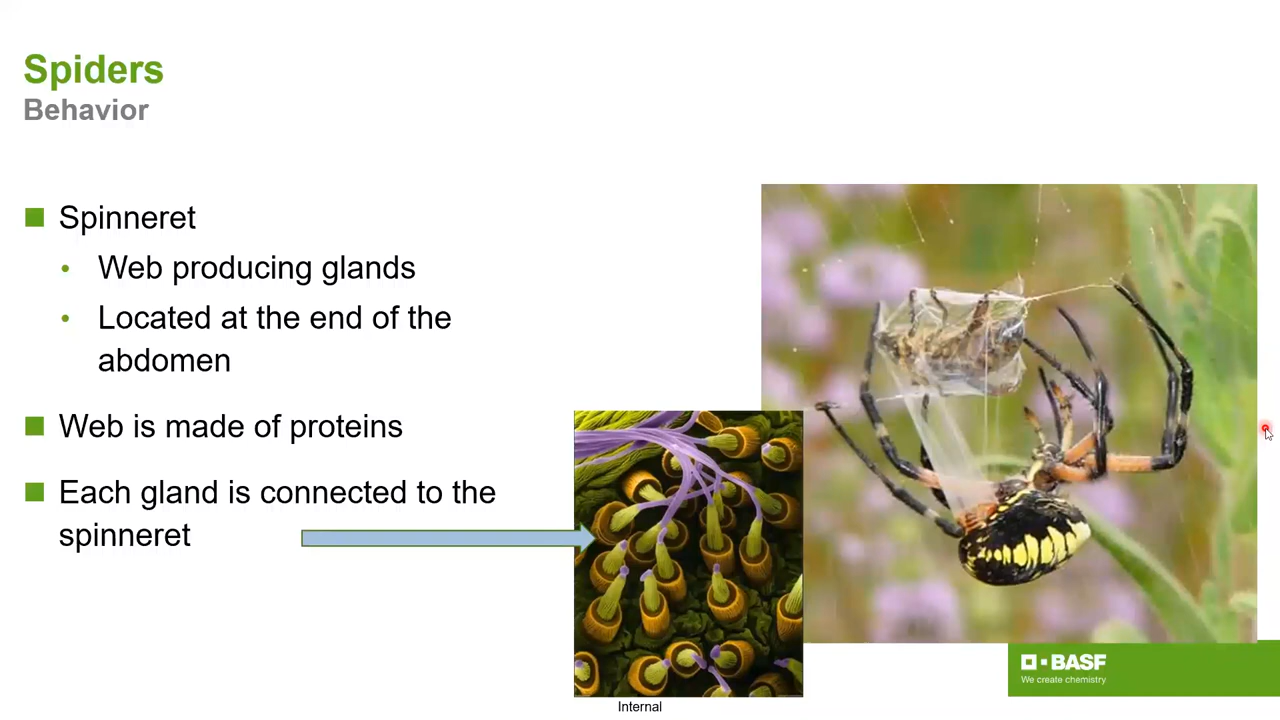 Spiders
Behavior
Spinneret
Web producing glands
Located at the end of the
abdomen
Web is made of proteins
Each gland is connected to the
spinneret
BASF
We create chemistry
Internal